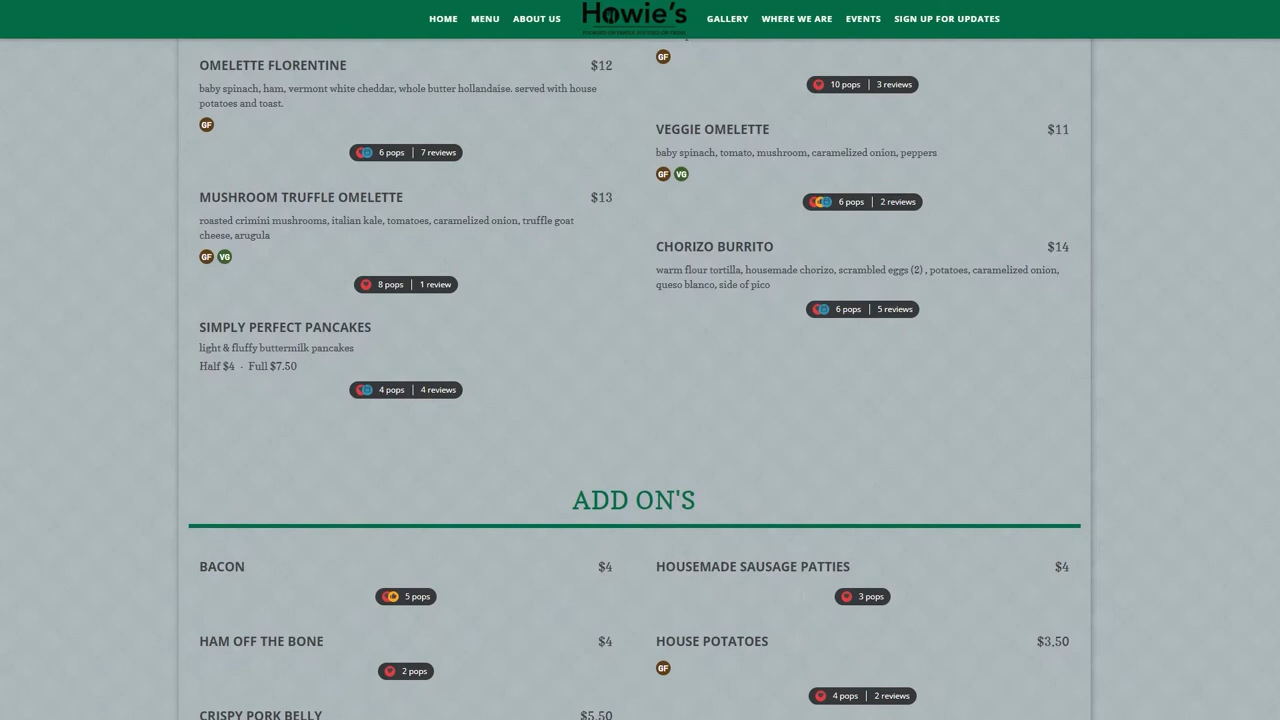 HOME
MENU
ABOUT US
Howie's
GALLERY
WHERE WE ARE
EVENTS
SIGN UP FOR UPDATES
OMELETTE FLORENTINE $12
baby spinach, ham, vermont white cheddar, whole butter hollandaise. served with house
potatoes and toast.
GF
6 pops | 7 reviews
MUSHROOM TRUFFLE OMELETTE $13
roasted crimini mushrooms, italian kale, tomatoes, caramelized onion, truffle goat
cheese, arugula
GF VG
8 pops | 1 review
SIMPLY PERFECT PANCAKES
light & fluffy buttermilk pancakes
Half $4 · Full $7.50
4 pops | 4 reviews
GF
10 pops | 3 reviews
VEGGIE OMELETTE $11
baby spinach, tomato, mushroom, caramelized onion, peppers
GF VG
6 pops | 2 reviews
CHORIZO BURRITO $14
warm flour tortilla, housemade chorizo, scrambled eggs (2) , potatoes, caramelized onion,
queso blanco, side of pico
6 pops | 5 reviews
ADD ON'S
BACON $4
5 pops
HAM OFF THE BONE $4
2 pops
CRISPY PORK BELLY $5.50
HOUSEMADE SAUSAGE PATTIES $4
3 pops
HOUSE POTATOES $3.50
GF
4 pops | 2 reviews